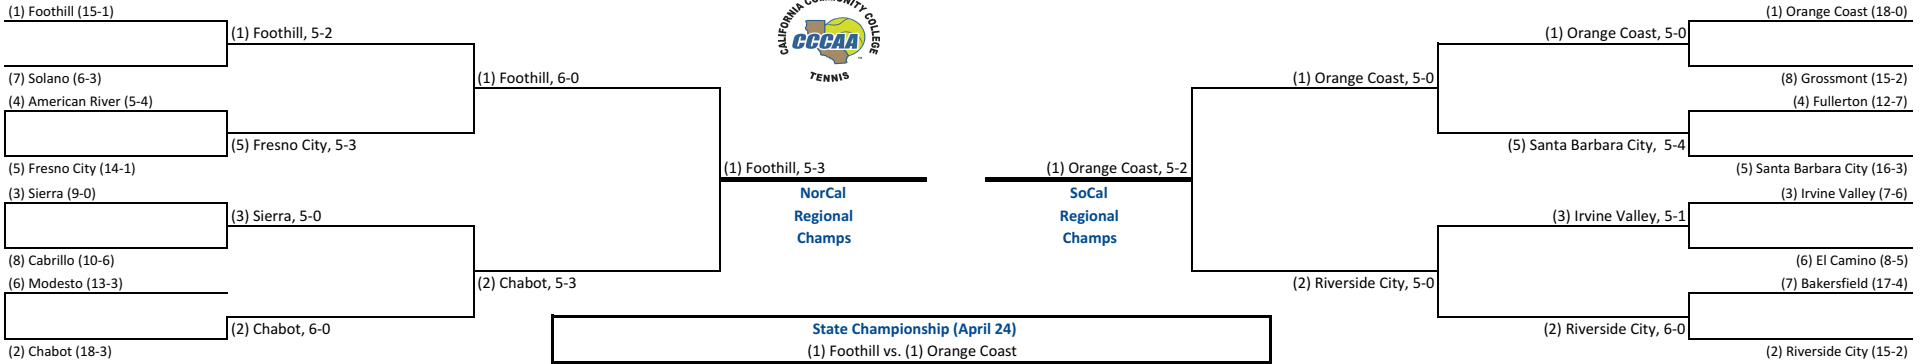 CALIFORNIA COMMUNITY COLLEGE
CCCAA
TENNIS
(1) Foothill (15-1)
(1) Foothill, 5-2
(7) Solano (6-3)
(1) Foothill, 6-0
(4) American River (5-4)
(5) Fresno City, 5-3
(5) Fresno City (14-1)
(1) Foothill, 5-3
NorCal
Regional
Champs
(3) Sierra (9-0)
(3) Sierra, 5-0
(8) Cabrillo (10-6)
(2) Chabot, 5-3
(6) Modesto (13-3)
(2) Chabot, 6-0
(2) Chabot (18-3)
(1) Orange Coast (18-0)
(1) Orange Coast, 5-0
(8) Grossmont (15-2)
(1) Orange Coast, 5-0
(4) Fullerton (12-7)
(5) Santa Barbara City, 5-4
(5) Santa Barbara City (16-3)
(1) Orange Coast, 5-2
SoCal
Regional
Champs
(3) Irvine Valley (7-6)
(3) Irvine Valley, 5-1
(6) El Camino (8-5)
(2) Riverside City, 5-0
(7) Bakersfield (17-4)
(2) Riverside City, 6-0
(2) Riverside City (15-2)
State Championship (April 24)
(1) Foothill vs. (1) Orange Coast